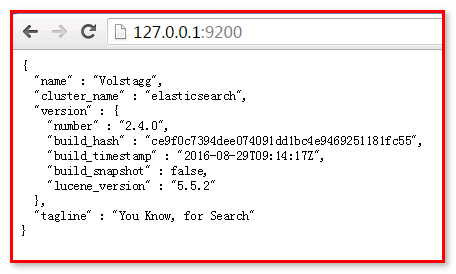 127.0.0.1:9200
{
  "name" : "Volstagg",
  "cluster_name" : "elasticsearch",
  "version" : {
    "number" : "2.4.0",
    "build_hash" : "ce9f0c7394dee074091dd1bc4e9469251181fc55",
    "build_timestamp" : "2016-08-29T09:14:17Z",
    "build_snapshot" : false,
    "lucene_version" : "5.5.2"
  },
  "tagline" : "You Know, for Search"
}